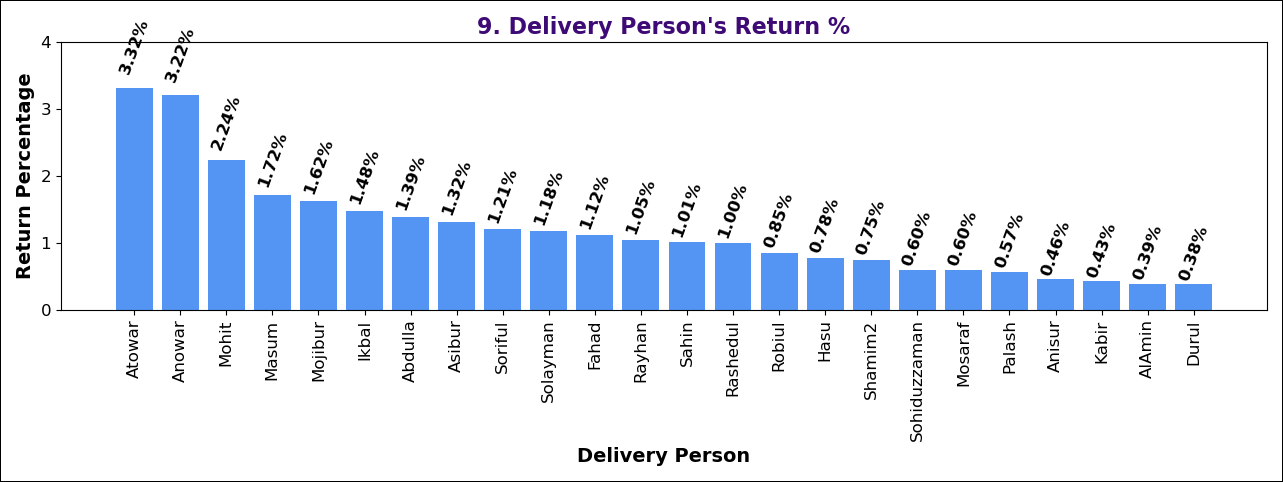 9. Delivery Person's Return %
Return Percentage
4
3
2
1
0
3.32%
3.22%
2.24%
1.72%
1.62%
1.48%
1.39%
1.32%
1.21%
1.18%
1.12%
1.05%
1.01%
1.00%
0.85%
0.78%
0.75%
0.60%
0.60%
0.57%
0.46%
0.43%
0.39%
0.38%
Atowar
Anowar
Mohit
Masum
Mojibur
Ikbal
Abdulla
Asibur
Soriful
Solayman
Fahad
Rayhan
Sahin
Rashedul
Robiul
Hasu
Shamim2
Sohiduzzaman
Mosaraf
Palash
Anisur
Kabir
AlAmin
Durul
Delivery Person